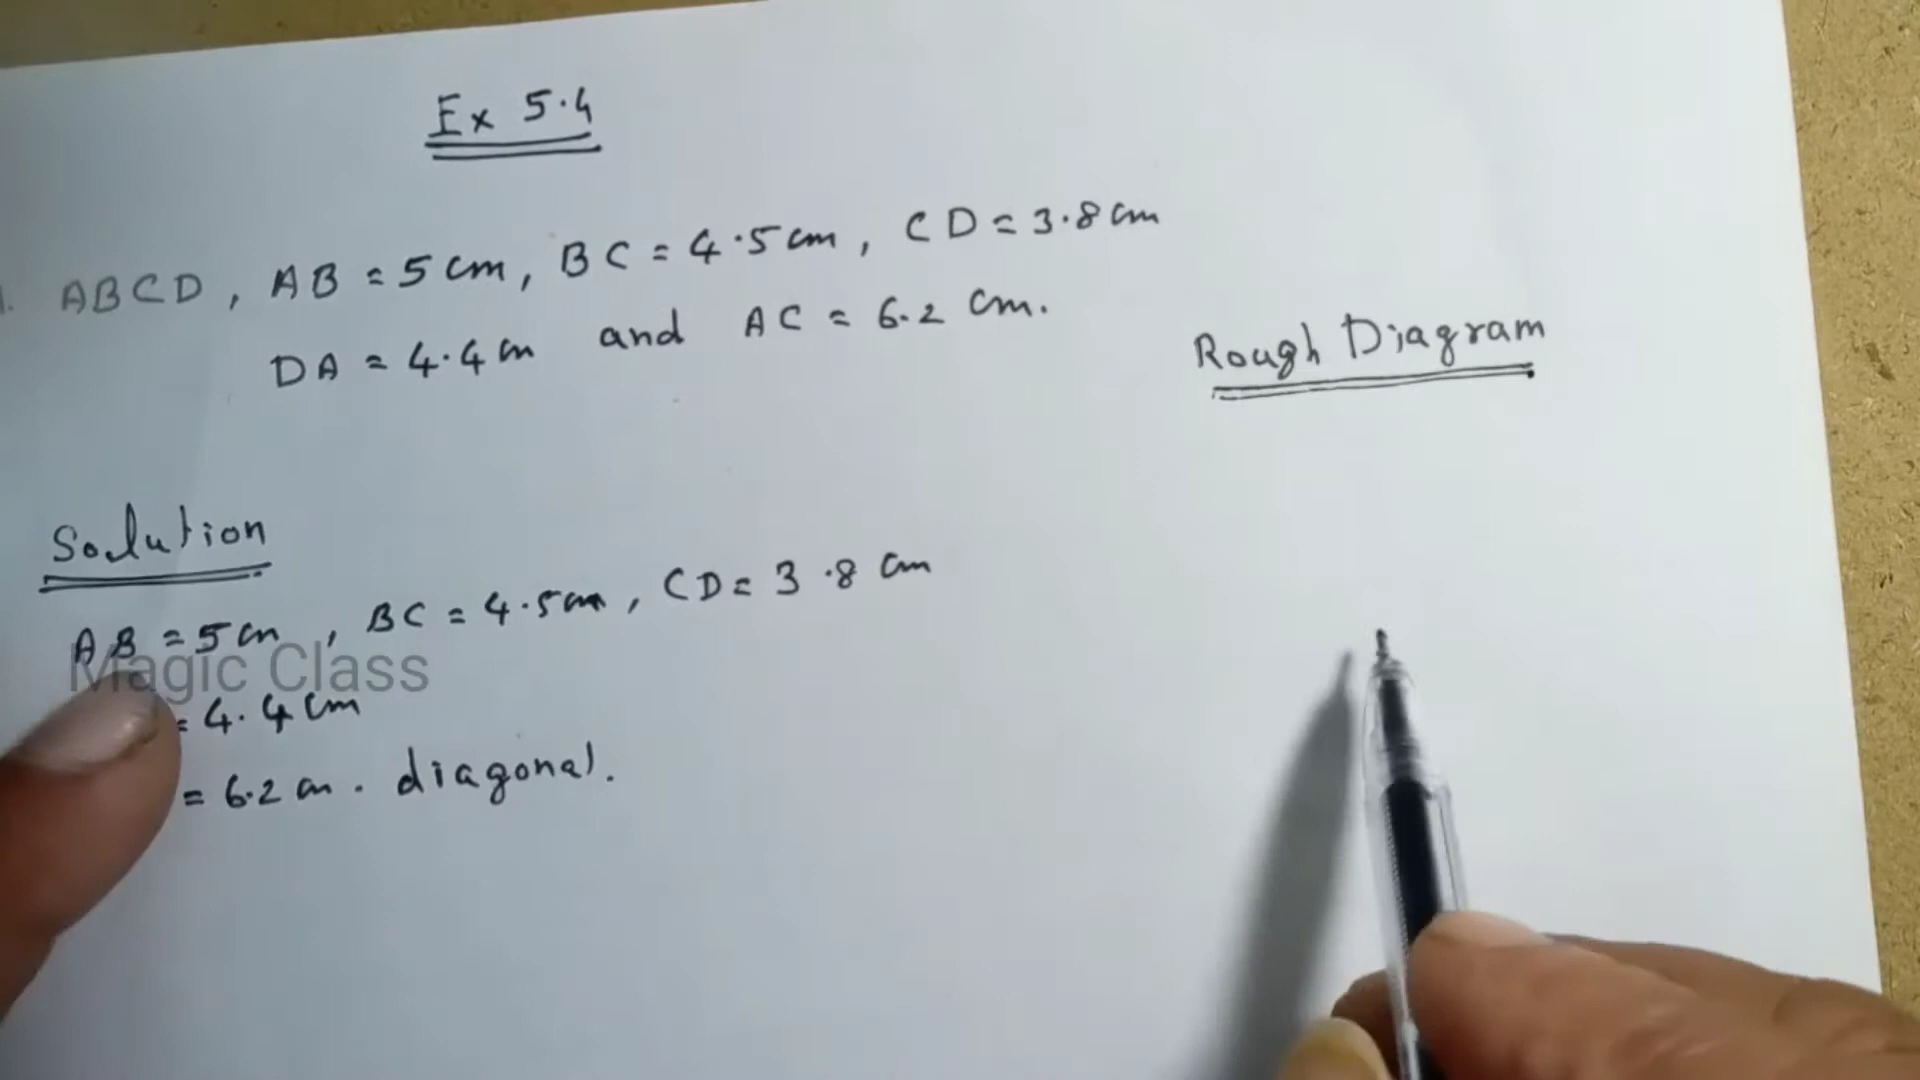 Ex 5.4
1. ABCD, AB = 5 cm, BC = 4.5 cm, CD = 3.8 cm
DA = 4.4 cm and AC = 6.2 cm.
Rough Diagram
Solution
AB = 5 cm, BC = 4.5 cm, CD = 3.8 cm
Magic Class
= 4.4 cm
= 6.2 cm. diagonal.